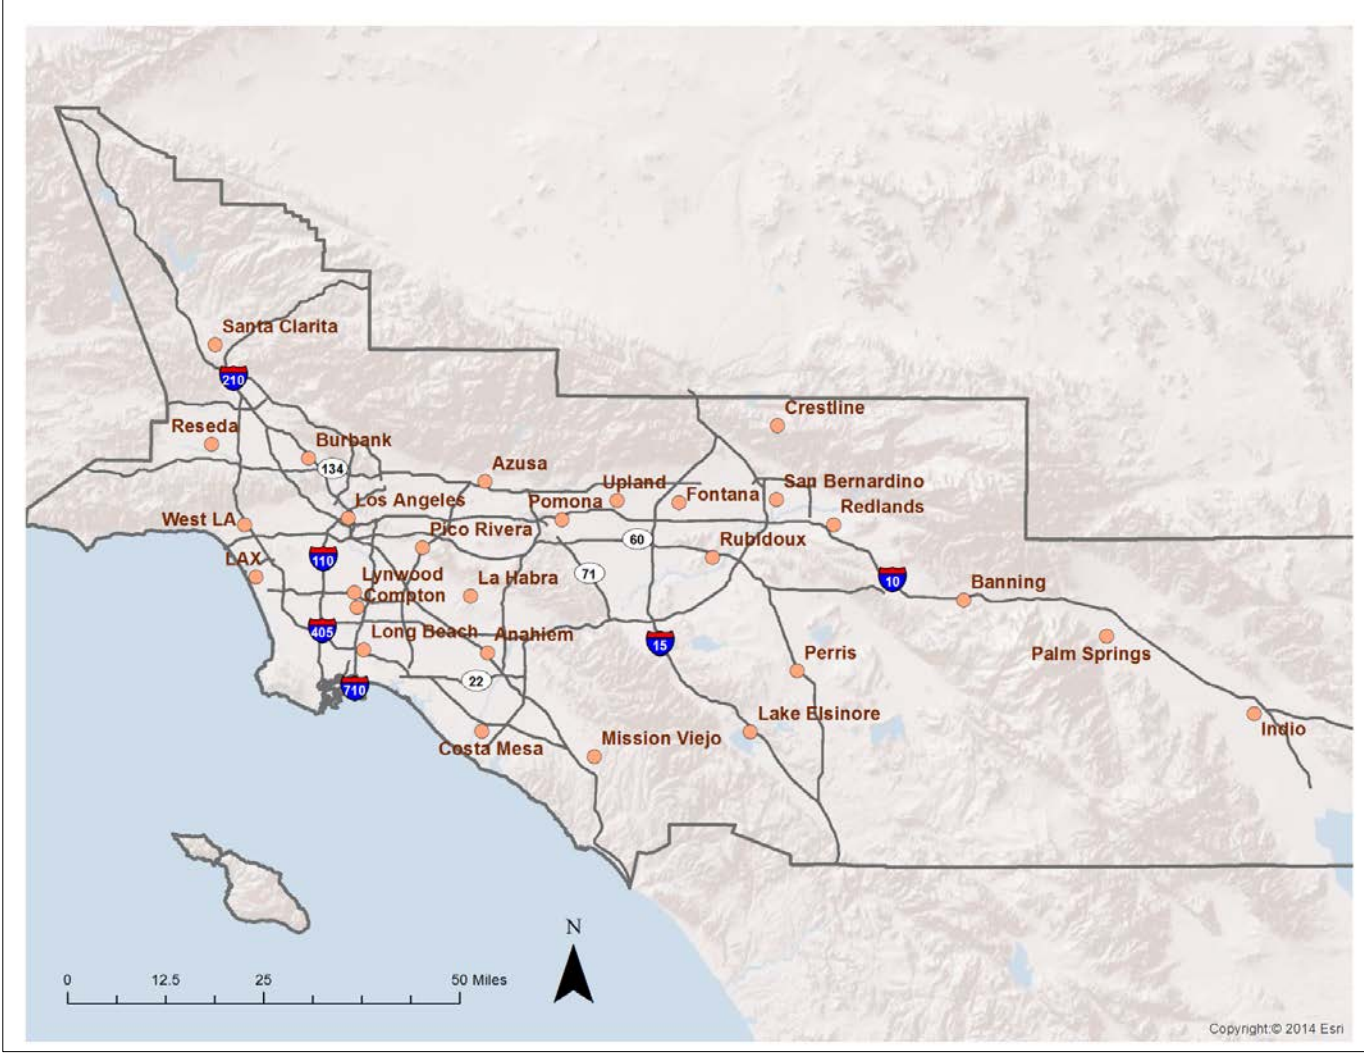 Santa Clarita
210
Crestline
Reseda
Burbank
134
Azusa
Upland
San Bernardino
Los Angeles
Pomona
Fontana
Redlands
West LA
Pico Rivera
60
Rubidoux
LAX
110
Lynwood
La Habra
71
10
Banning
Compton
405
Long Beach
Anahiem
15
Perris
Palm Springs
710
22
Lake Elsinore
Costa Mesa
Mission Viejo
Indio
N
0 12.5 25 50 Miles
Copyright:© 2014 Esri